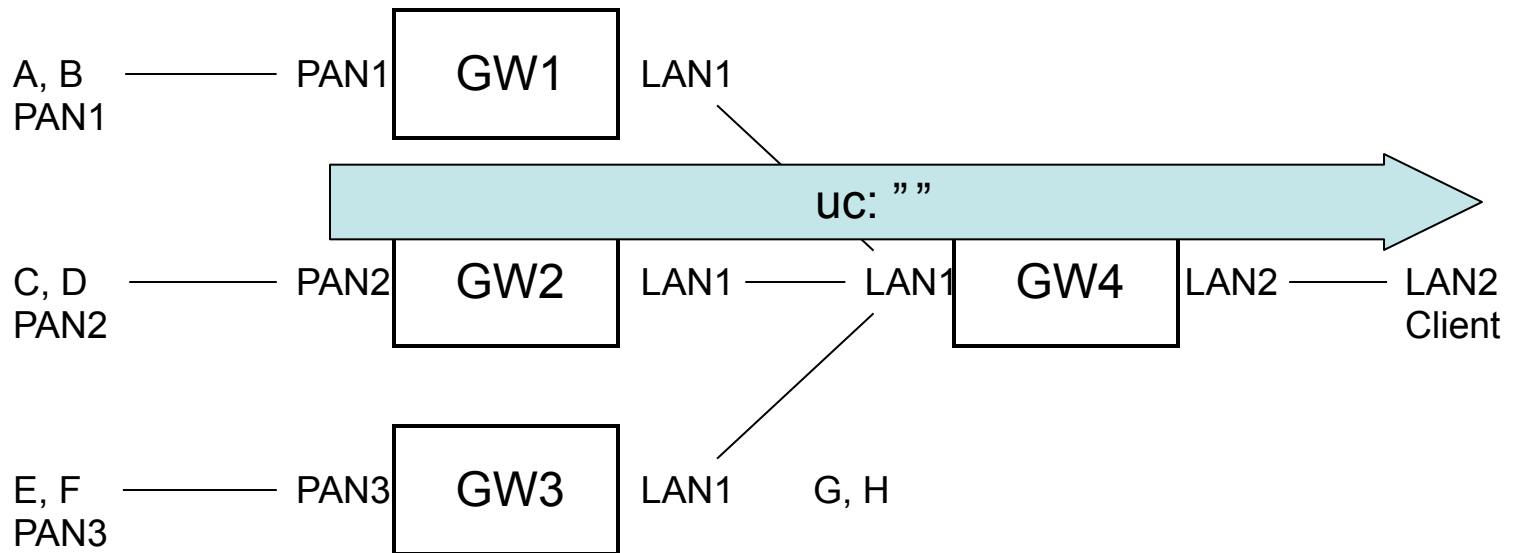 A, B
PAN1
PAN1
GW1
LAN1
uc: ” ”
C, D
PAN2
PAN2
GW2
LAN1
LAN1
GW4
LAN2
LAN2
Client
E, F
PAN3
PAN3
GW3
LAN1
G, H